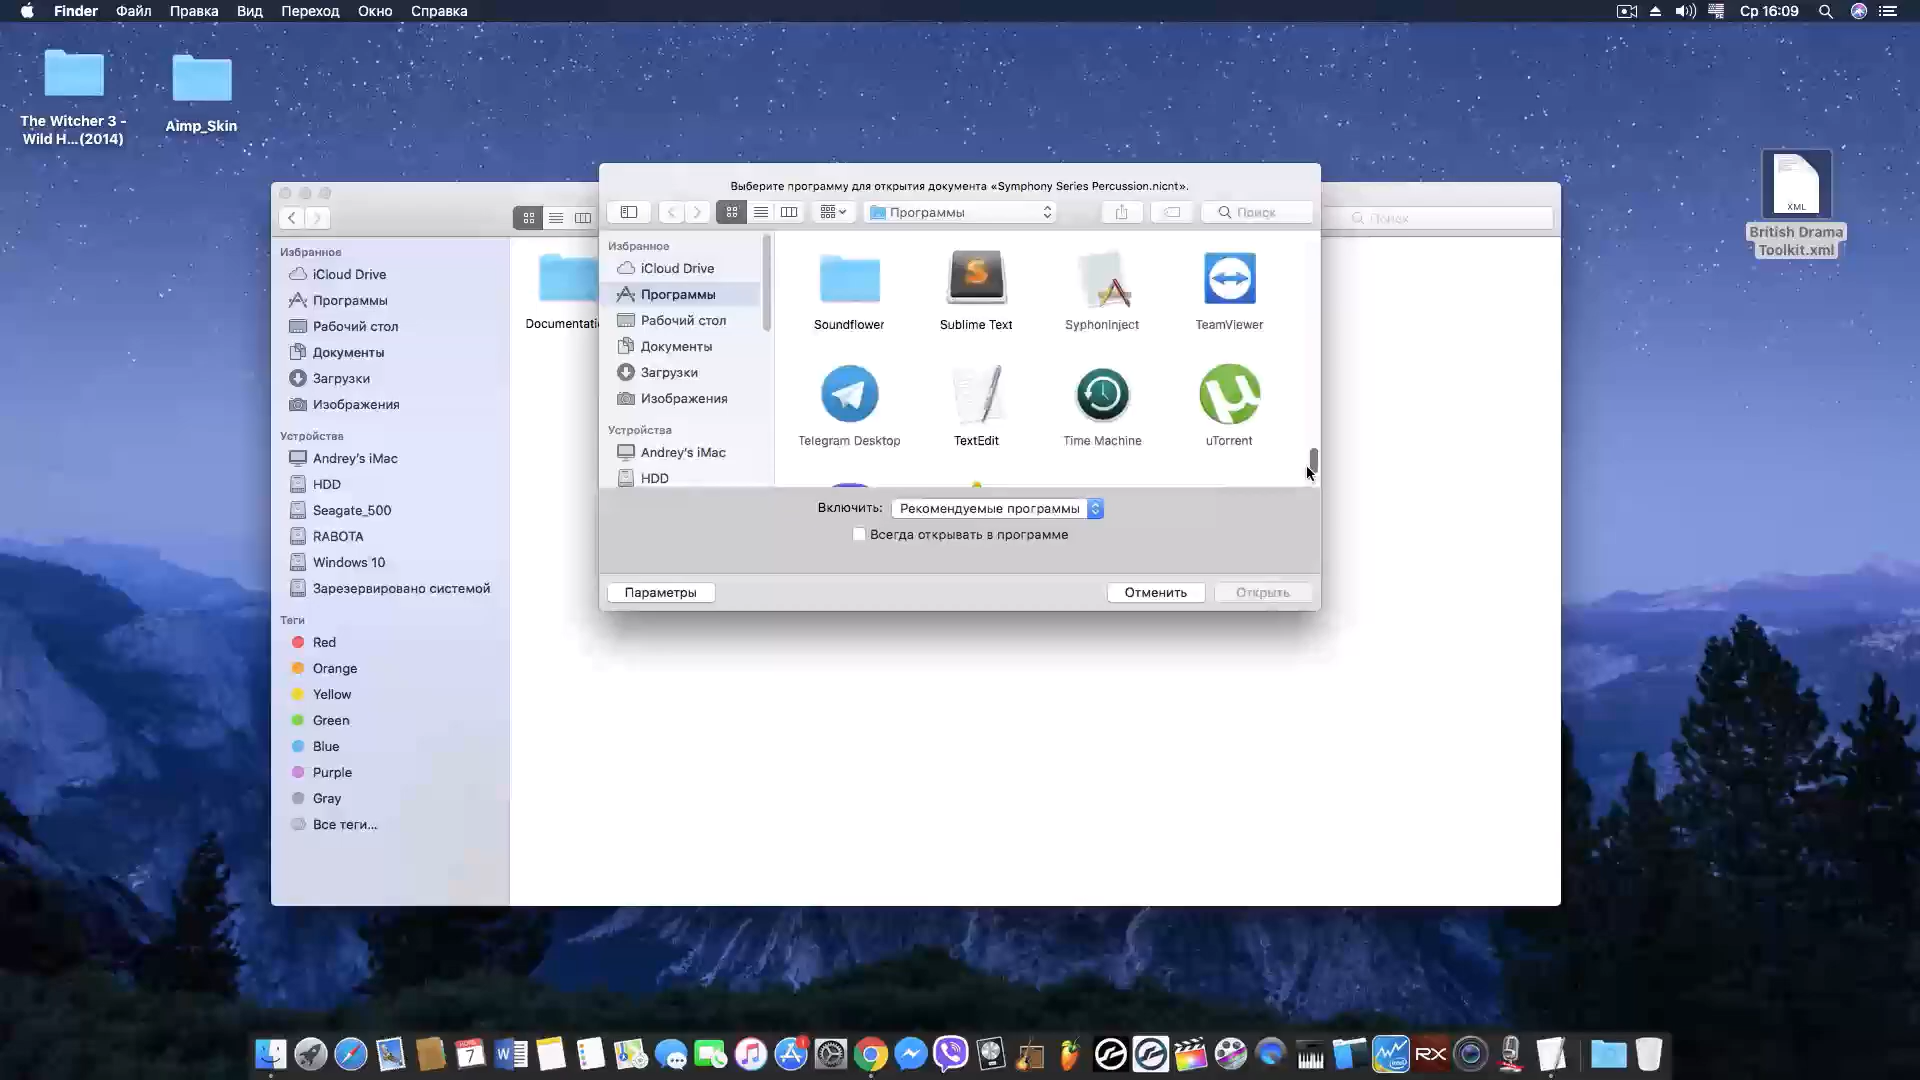 Finder Файл Правка Вид Переход Окно Справка
Ср 16:09
The Witcher 3 -
Wild H...(2014)
Aimp_Skin
XML
British Drama
Toolkit.xml
Поиск
Избранное
iCloud Drive
Программы
Рабочий стол
Документы
Загрузки
Изображения
Устройства
Andrey's iMac
HDD
Seagate_500
RABOTA
Windows 10
Зарезервировано системой
Теги
Red
Orange
Yellow
Green
Blue
Purple
Gray
Все теги...
Documentati
Выберите программу для открытия документа «Symphony Series Percussion.nicnt».
Программы
Поиск
Избранное
iCloud Drive
Программы
Рабочий стол
Документы
Загрузки
Изображения
Устройства
Andrey's iMac
HDD
Soundflower
Sublime Text
SyphonInject
TeamViewer
Telegram Desktop
TextEdit
Time Machine
uTorrent
Включить: Рекомендуемые программы
Всегда открывать в программе
Параметры
Отменить
Открыть
7
RX